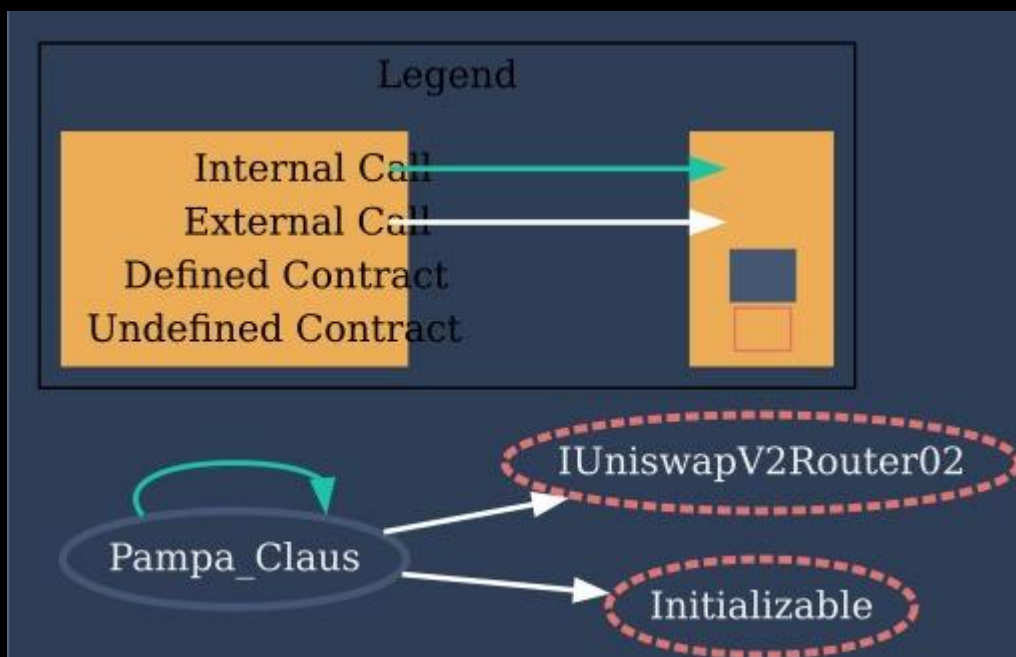 Legend
Internal Call
External Call
Defined Contract
Undefined Contract
IUniswapV2Router02
Pampa_Claus
Initializable